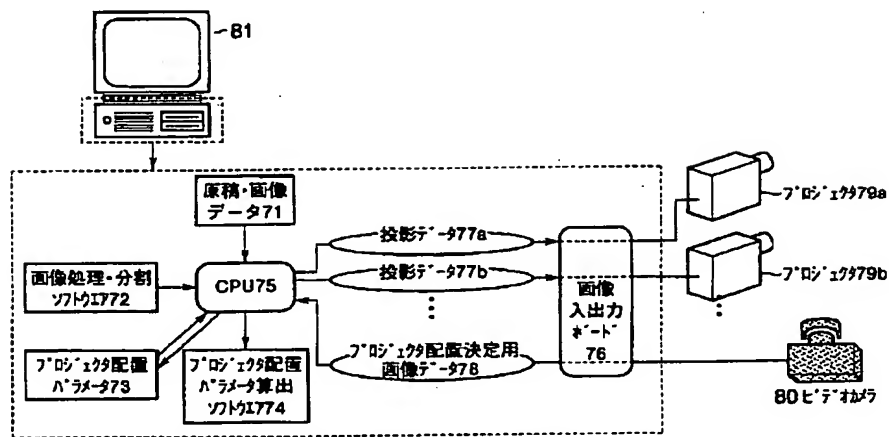 81
原稿・画像
データ71
画像処理・分割
ソフトウエア72
CPU75
プロジェクタ配置
パラメータ73
プロジェクタ配置
パラメータ算出
ソフトウエア74
投影データ77a
投影データ77b
⋮
プロジェクタ配置決定用
画像データ78
画像
入出力
ボード
76
プロジェクタ79a
プロジェクタ79b
⋮
80ビデオカメラ